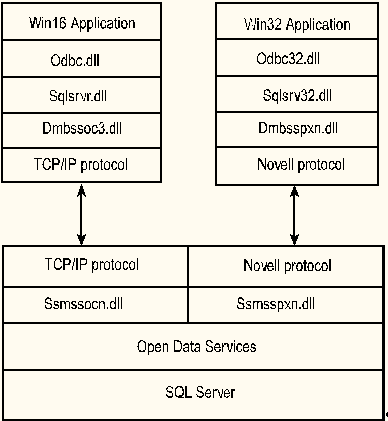 Win16 Application
Odbc.dll
Sqlsrvr.dll
Dmbssoc3.dll
TCP/IP protocol
Win32 Application
Odbc32.dll
Sqlsrv32.dll
Dmbsspxn.dll
Novell protocol
TCP/IP protocol
Novell protocol
Ssmssocn.dll
Ssmsspxn.dll
Open Data Services
SQL Server